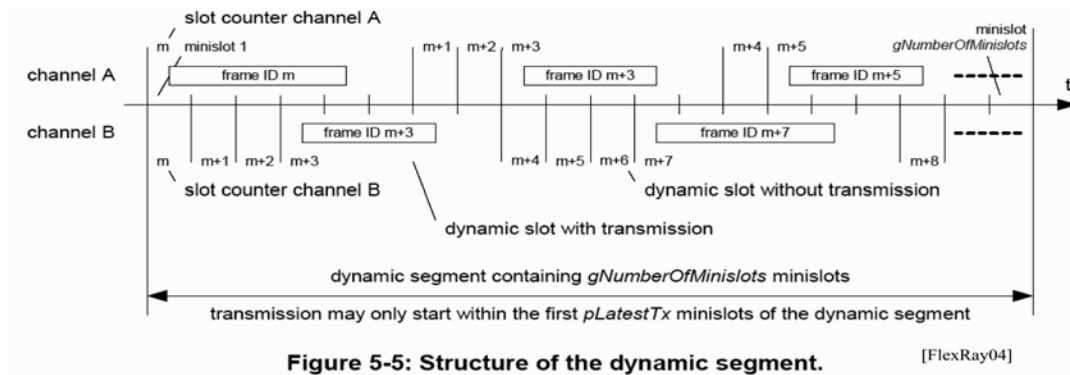 slot counter channel A
minislot
m minislot 1 m+1 m+2 m+3 m+4 m+5 gNumberOfMinislots
channel A frame ID m frame ID m+3 frame ID m+5
t
channel B frame ID m+3 frame ID m+7
m m+1 m+2 m+3 m+4 m+5 m+6 m+7 m+8
slot counter channel B dynamic slot without transmission
dynamic slot with transmission
dynamic segment containing gNumberOfMinislots minislots
transmission may only start within the first pLatestTx minislots of the dynamic segment
Figure 5-5: Structure of the dynamic segment. [FlexRay04]